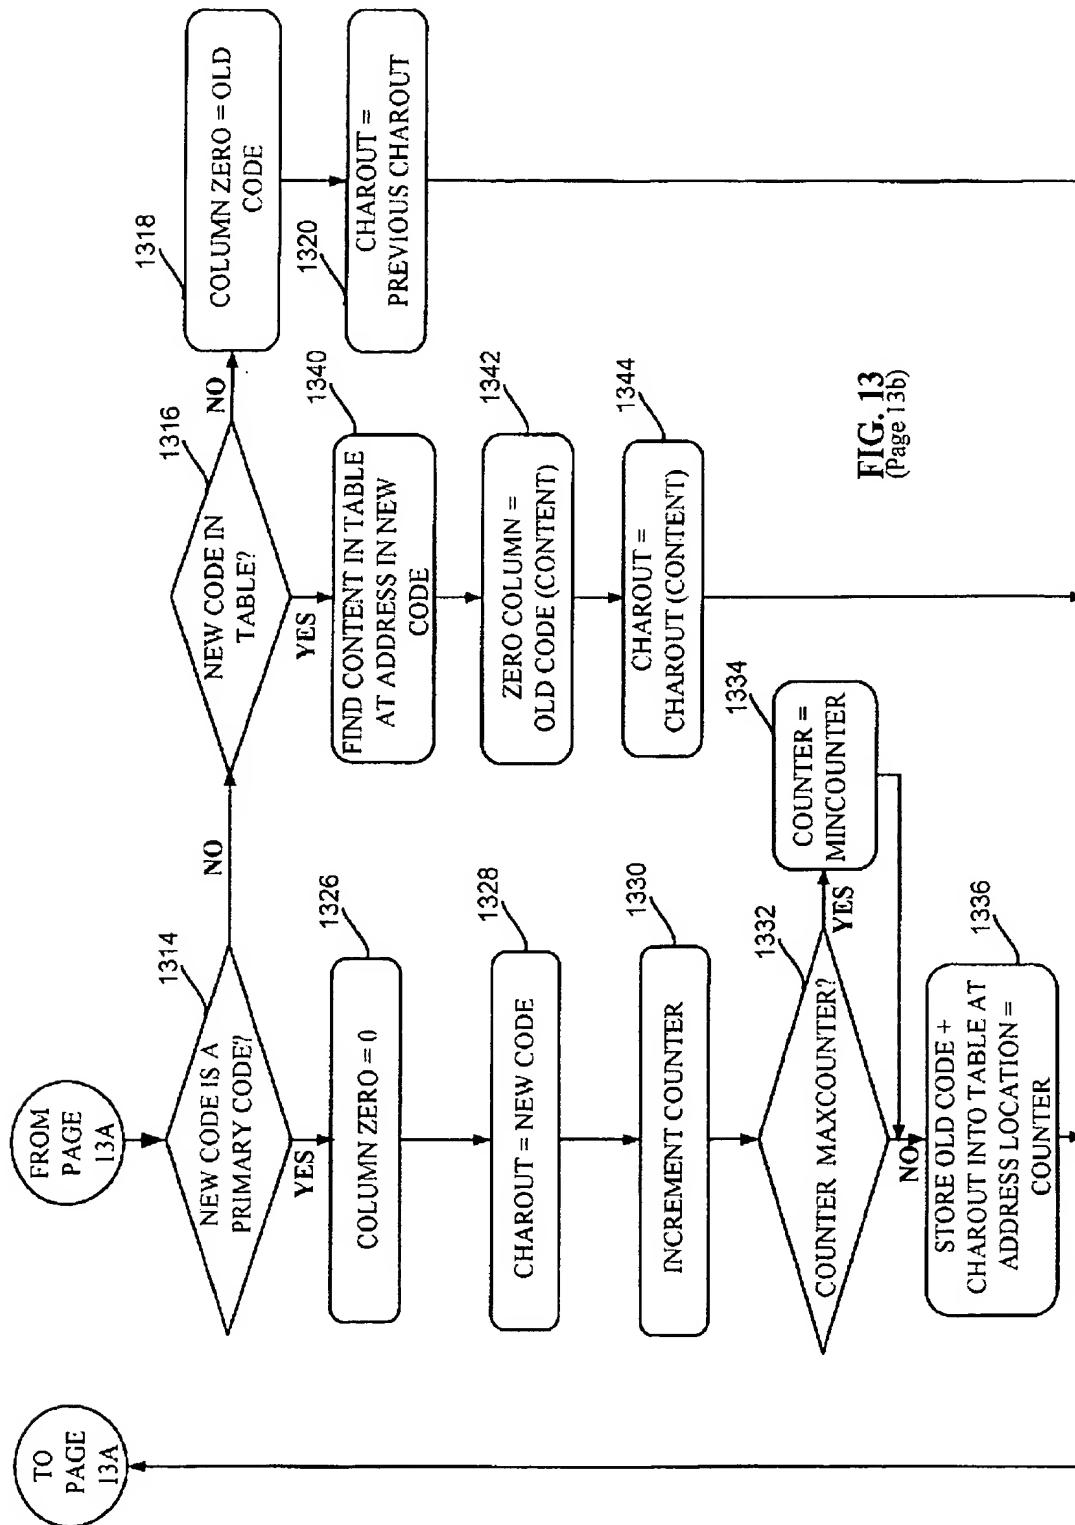 TO
PAGE
13A
FROM
PAGE
13A
1314
NEW CODE IS A
PRIMARY CODE?
NO
YES
1316
NEW CODE IN
TABLE?
NO
YES
1318
COLUMN ZERO = OLD
CODE
1320
CHAROUT =
PREVIOUS CHAROUT
1326
COLUMN ZERO = 0
1328
CHAROUT = NEW CODE
1330
INCREMENT COUNTER
1332
COUNTER MAXCOUNTER?
YES
NO
1334
COUNTER =
MINCOUNTER
1336
STORE OLD CODE +
CHAROUT INTO TABLE AT
ADDRESS LOCATION =
COUNTER
1340
FIND CONTENT IN TABLE
AT ADDRESS IN NEW
CODE
1342
ZERO COLUMN =
OLD CODE (CONTENT)
1344
CHAROUT =
CHAROUT (CONTENT)
FIG. 13
(Page 13b)